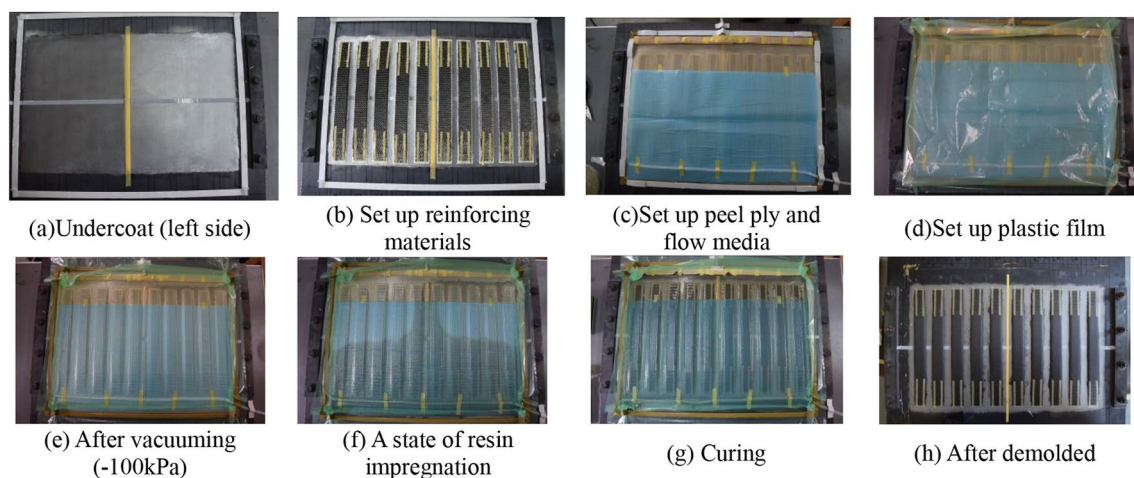 (a)Undercoat (left side)
(b) Set up reinforcing
materials
(c)Set up peel ply and
flow media
(d)Set up plastic film
(e) After vacuuming
(-100kPa)
(f) A state of resin
impregnation
(g) Curing
(h) After demolded